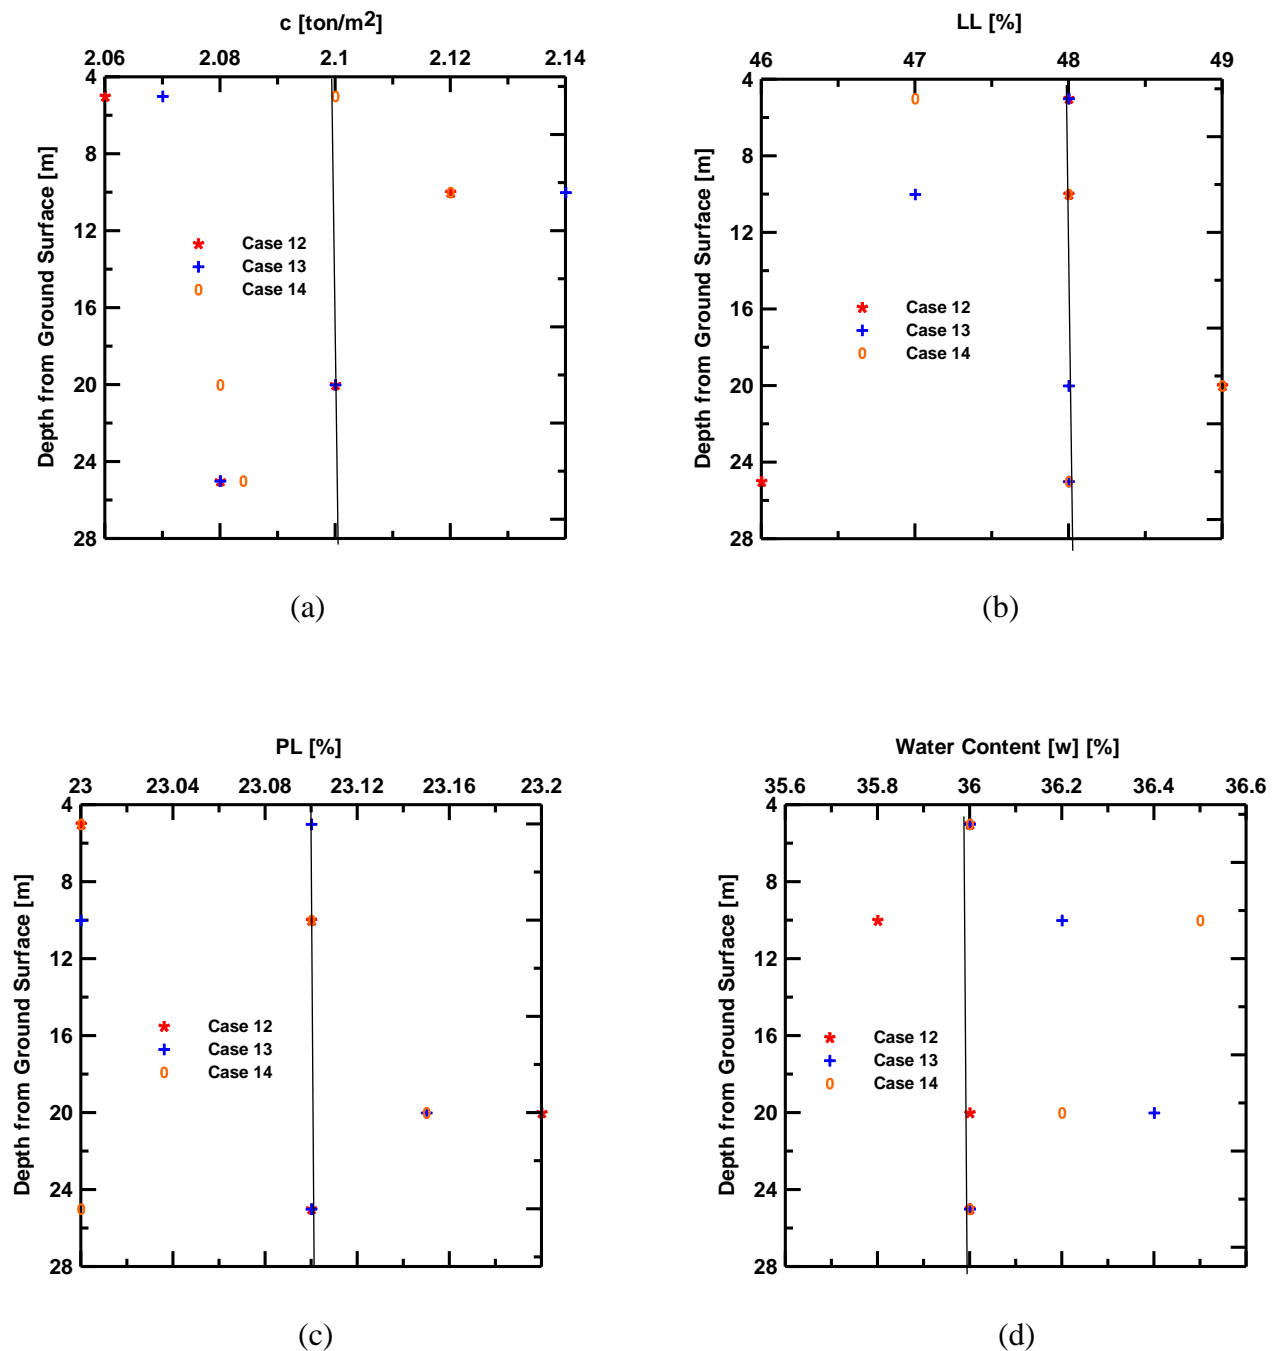 c [ton/m2]
2.06 2.08 2.1 2.12 2.14
4
8
12
16
20
24
28
Depth from Ground Surface [m]
Case 12
Case 13
Case 14
(a)
LL [%]
46 47 48 49
4
8
12
16
20
24
28
Depth from Ground Surface [m]
Case 12
Case 13
Case 14
(b)
PL [%]
23 23.04 23.08 23.12 23.16 23.2
4
8
12
16
20
24
28
Depth from Ground Surface [m]
Case 12
Case 13
Case 14
(c)
Water Content [w] [%]
35.6 35.8 36 36.2 36.4 36.6
4
8
12
16
20
24
28
Depth from Ground Surface [m]
Case 12
Case 13
Case 14
(d)